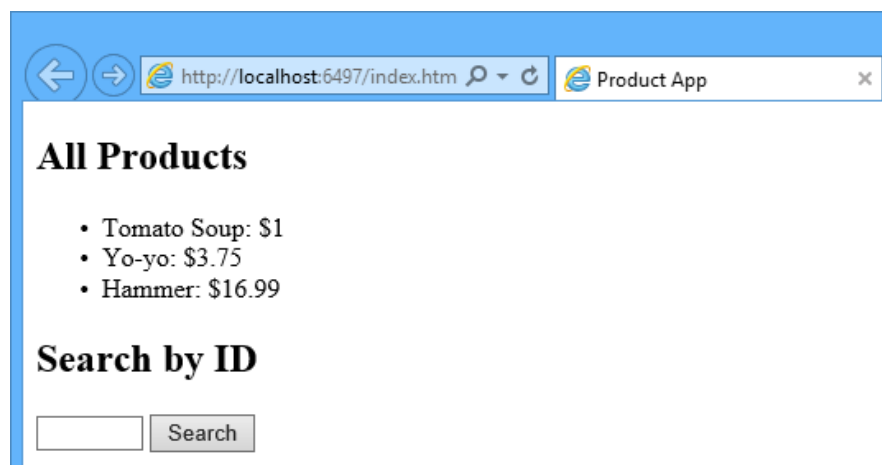 http://localhost:6497/index.htm
Product App
All Products
• Tomato Soup: $1
• Yo-yo: $3.75
• Hammer: $16.99
Search by ID
Search